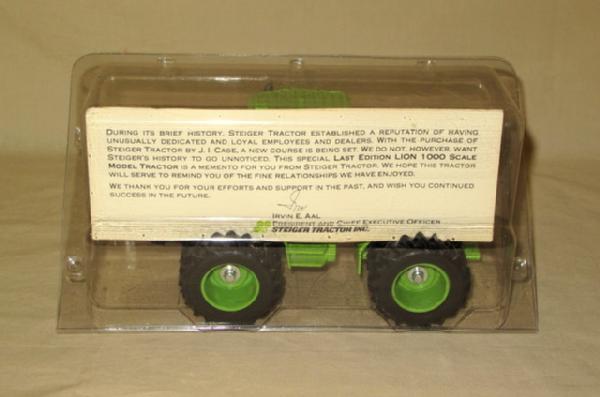 During its brief history, Steiger Tractor established a reputation of having
unusually dedicated and loyal employees and dealers. With the purchase of
Steiger Tractor by J. I. Case, a new course is being set. We do not however want
Steiger's history to go unnoticed. This special Last Edition LION 1000 Scale
Model Tractor is a memento for you from Steiger Tractor. We hope this tractor
will serve to remind you of the fine relationships we have enjoyed.
We thank you for your efforts and support in the past, and wish you continued
success in the future.
Irvin E. Aal
President and Chief Executive Officer
STEIGER TRACTOR INC.